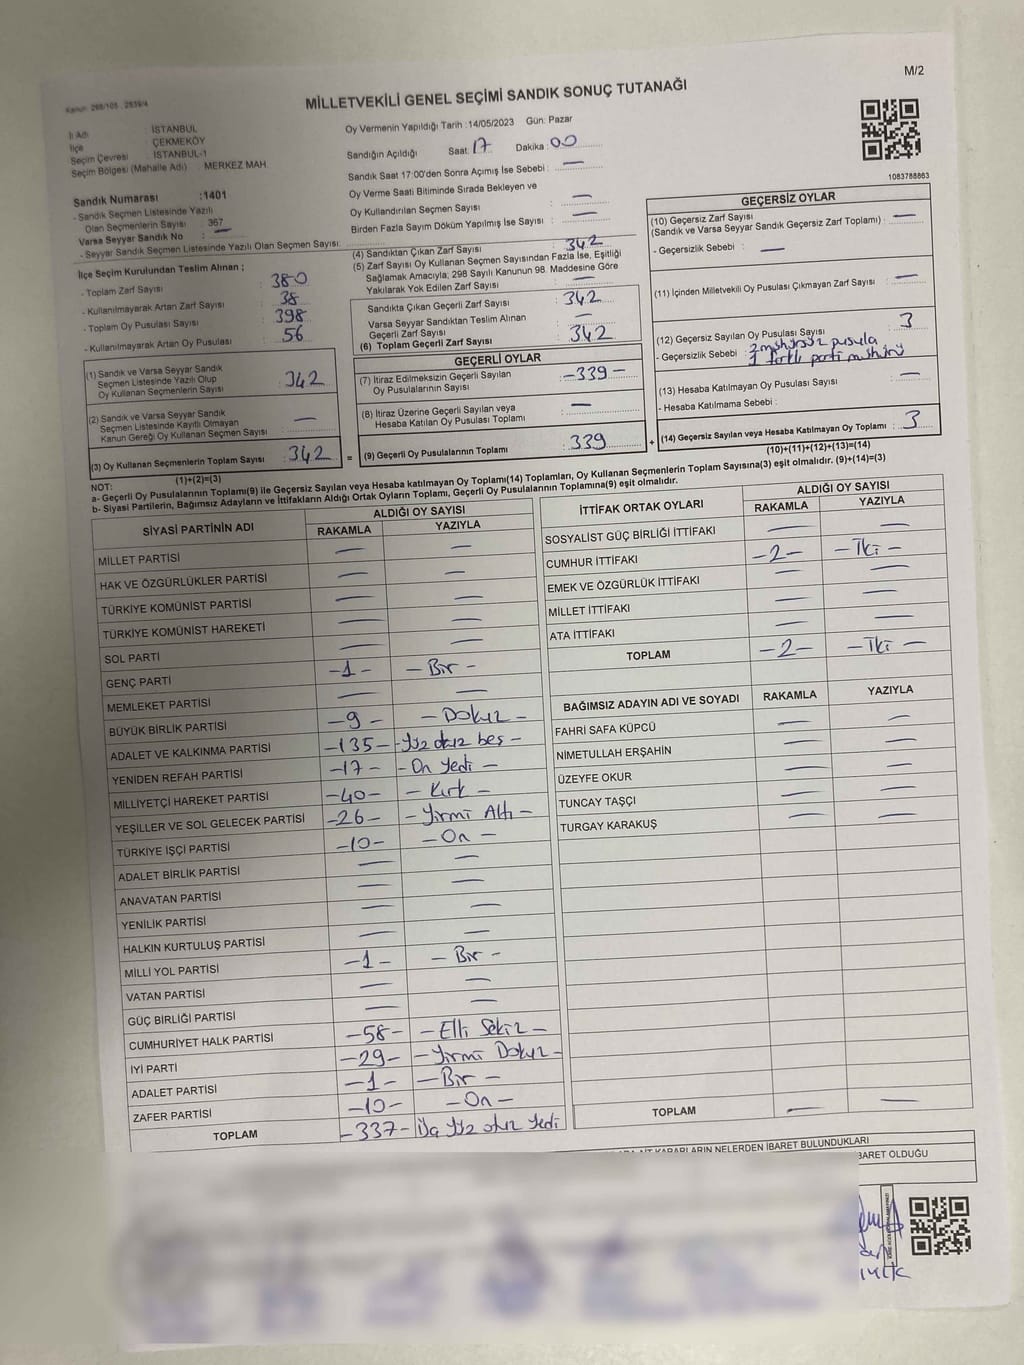 M/2
Kanun: 298/105 , 2839/4
MİLLETVEKİLİ GENEL SEÇİMİ SANDIK SONUÇ TUTANAĞI
İl Adı : İSTANBUL
İlçe : ÇEKMEKÖY
Seçim Çevresi : İSTANBUL-1
Seçim Bölgesi (Mahalle Adı) : MERKEZ MAH.
Oy Vermenin Yapıldığı Tarih : 14/05/2023 Gün: Pazar
Sandığın Açıldığı Saat: 17 Dakika : 00
Sandık Saat 17:00'den Sonra Açımış İse Sebebi : —
Oy Verme Saati Bitiminde Sırada Bekleyen ve
Oy Kullandırılan Seçmen Sayısı : —
Birden Fazla Sayım Döküm Yapılmış İse Sayısı : —
1083788863
Sandık Numarası : 1401
- Sandık Seçmen Listesinde Yazılı
Olan Seçmenlerin Sayısı : 367
Varsa Seyyar Sandık No : —
- Seyyar Sandık Seçmen Listesinde Yazılı Olan Seçmen Sayısı:
İlçe Seçim Kurulundan Teslim Alınan ;
- Toplam Zarf Sayısı : 380
- Kullanılmayarak Artan Zarf Sayısı : 38
- Toplam Oy Pusulası Sayısı : 398
- Kullanılmayarak Artan Oy Pusulası : 56
(1) Sandık ve Varsa Seyyar Sandık
Seçmen Listesinde Yazılı Olup
Oy Kullanan Seçmenlerin Sayısı : 342
(2) Sandık ve Varsa Seyyar Sandık
Seçmen Listesinde Kayıtlı Olmayan
Kanun Gereği Oy Kullanan Seçmen Sayısı : —
(3) Oy Kullanan Seçmenlerin Toplam Sayısı : 342
(1)+(2)=(3)
(4) Sandıktan Çıkan Zarf Sayısı : 342
(5) Zarf Sayısı Oy Kullanan Seçmen Sayısından Fazla İse, Eşitliği
Sağlamak Amacıyla, 298 Sayılı Kanunun 98. Maddesine Göre
Yakılarak Yok Edilen Zarf Sayısı : —
Sandıkta Çıkan Geçerli Zarf Sayısı : 342
Varsa Seyyar Sandıktan Teslim Alınan
Geçerli Zarf Sayısı : —
(6) Toplam Geçerli Zarf Sayısı : 342
GEÇERLİ OYLAR
(7) İtiraz Edilmeksizin Geçerli Sayılan
Oy Pusulalarının Sayısı : -339-
(8) İtiraz Üzerine Geçerli Sayılan veya
Hesaba Katılan Oy Pusulası Toplamı : —
= (9) Geçerli Oy Pusulalarının Toplamı : 339 +
GEÇERSİZ OYLAR
(10) Geçersiz Zarf Sayısı
(Sandık ve Varsa Seyyar Sandık Geçersiz Zarf Toplamı) : —
- Geçersizlik Sebebi : —
(11) İçinden Milletvekili Oy Pusulası Çıkmayan Zarf Sayısı : —
(12) Geçersiz Sayılan Oy Pusulası Sayısı : 3
- Geçersizlik Sebebi : 2 mühürsüz pusula
1 farklı parti mührü
(13) Hesaba Katılmayan Oy Pusulası Sayısı : —
- Hesaba Katılmama Sebebi :
(14) Geçersiz Sayılan veya Hesaba Katılmayan Oy Toplamı : 3
(10)+(11)+(12)+(13)=(14)
NOT:
a- Geçerli Oy Pusulalarının Toplamı(9) ile Geçersiz Sayılan veya Hesaba katılmayan Oy Toplamı(14) Toplamları, Oy Kullanan Seçmenlerin Toplam Sayısına(3) eşit olmalıdır. (9)+(14)=(3)
b- Siyasi Partilerin, Bağımsız Adayların ve İttifakların Aldığı Ortak Oyların Toplamı, Geçerli Oy Pusulalarının Toplamına(9) eşit olmalıdır.
SİYASİ PARTİNİN ADI ALDIĞI OY SAYISI
RAKAMLA YAZIYLA
MİLLET PARTİSİ — —
HAK VE ÖZGÜRLÜKLER PARTİSİ — —
TÜRKİYE KOMÜNİST PARTİSİ — —
TÜRKİYE KOMÜNİST HAREKETİ — —
SOL PARTİ — —
GENÇ PARTİ -1- - Bir -
MEMLEKET PARTİSİ — —
BÜYÜK BİRLİK PARTİSİ -9- - Dokuz -
ADALET VE KALKINMA PARTİSİ -135- - Yüz otuz beş -
YENİDEN REFAH PARTİSİ -17- - On Yedi -
MİLLİYETÇİ HAREKET PARTİSİ -40- - Kırk -
YEŞİLLER VE SOL GELECEK PARTİSİ -26- - Yirmi Altı -
TÜRKİYE İŞÇİ PARTİSİ -10- - On -
ADALET BİRLİK PARTİSİ — —
ANAVATAN PARTİSİ — —
YENİLİK PARTİSİ — —
HALKIN KURTULUŞ PARTİSİ — —
MİLLİ YOL PARTİSİ -1- - Bir -
VATAN PARTİSİ — —
GÜÇ BİRLİĞİ PARTİSİ — —
CUMHURİYET HALK PARTİSİ -58- - Elli Sekiz -
İYİ PARTİ -29- - Yirmi Dokuz -
ADALET PARTİSİ -1- - Bir -
ZAFER PARTİSİ -10- - On -
TOPLAM -337- Üç Yüz otuz Yedi
İTTİFAK ORTAK OYLARI ALDIĞI OY SAYISI
RAKAMLA YAZIYLA
SOSYALİST GÜÇ BİRLİĞİ İTTİFAKI — —
CUMHUR İTTİFAKI -2- - İki -
EMEK VE ÖZGÜRLÜK İTTİFAKI — —
MİLLET İTTİFAKI — —
ATA İTTİFAKI — —
TOPLAM -2- - İki -
BAĞIMSIZ ADAYIN ADI VE SOYADI RAKAMLA YAZIYLA
FAHRİ SAFA KÜPCÜ — —
NİMETULLAH ERŞAHİN — —
ÜZEYFE OKUR — —
TUNCAY TAŞÇI — —
TURGAY KARAKUŞ — —
TOPLAM — —
KARARLARIN NELERDEN İBARET BULUNDUKLARI
BARET OLDUĞU